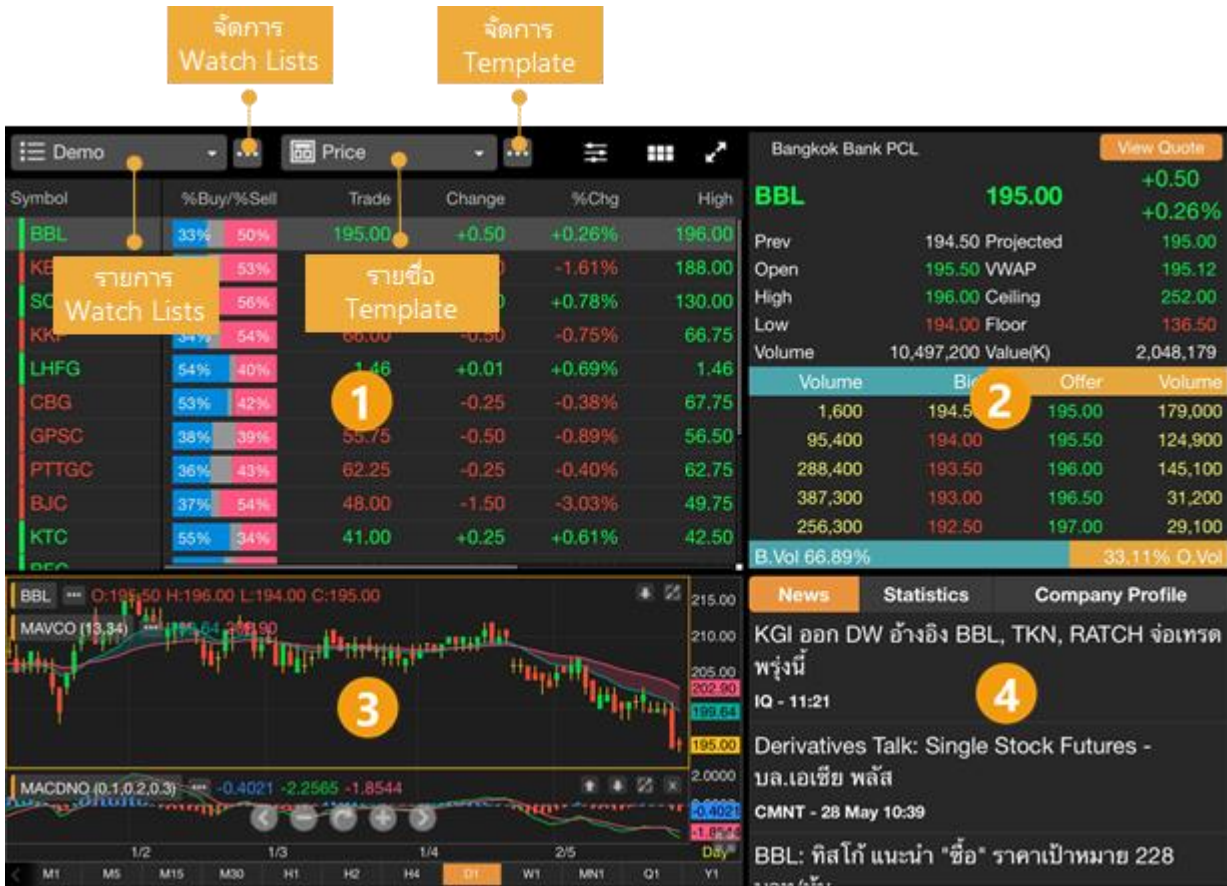 จัดการ
Watch Lists
จัดการ
Template
Demo
Price
Symbol %Buy/%Sell Trade Change %Chg High
BBL 33% 50% 195.00 +0.50 +0.26% 196.00
53% -1.61% 188.00
56% +0.78% 130.00
54% 66.00 -0.50 -0.75% 66.75
LHFG 54% 40% 1.46 +0.01 +0.69% 1.46
CBG 53% 42% -0.25 -0.38% 67.75
GPSC 38% 39% 55.75 -0.50 -0.89% 56.50
PTTGC 36% 43% 62.25 -0.25 -0.40% 62.75
BJC 37% 54% 48.00 -1.50 -3.03% 49.75
KTC 55% 34% 41.00 +0.25 +0.61% 42.50
รายการ
Watch Lists
รายชื่อ
Template
1
Bangkok Bank PCL View Quote
BBL 195.00 +0.50
+0.26%
Prev 194.50 Projected 195.00
Open 195.50 VWAP 195.12
High 196.00 Ceiling 252.00
Low 194.00 Floor 136.50
Volume 10,497,200 Value(K) 2,048,179
Volume Offer Volume
1,600 195.00 179,000
95,400 194.00 195.50 124,900
288,400 193.50 196.00 145,100
387,300 193.00 196.50 31,200
256,300 192.50 197.00 29,100
B.Vol 66.89% 33.11% O.Vol
2
BBL O:195.50 H:196.00 L:194.00 C:195.00
MAVCO (13,34)
215.00
210.00
205.00
202.90
199.64
195.00
3
MACDNO (0.1,0.2,0.3) -0.4021 -2.2565 -1.8544
2.0000
-0.4021
1/2 1/3 1/4 2/5 Day
M1 M5 M15 M30 H1 H2 H4 D1 W1 MN1 Q1 Y1
News Statistics Company Profile
KGI ออก DW อ้างอิง BBL, TKN, RATCH จ่อเทรด
พรุ่งนี้
IQ - 11:21
4
Derivatives Talk: Single Stock Futures -
บล.เอเซีย พลัส
CMNT - 28 May 10:39
BBL: ทิสโก้ แนะนำ "ซื้อ" ราคาเป้าหมาย 228